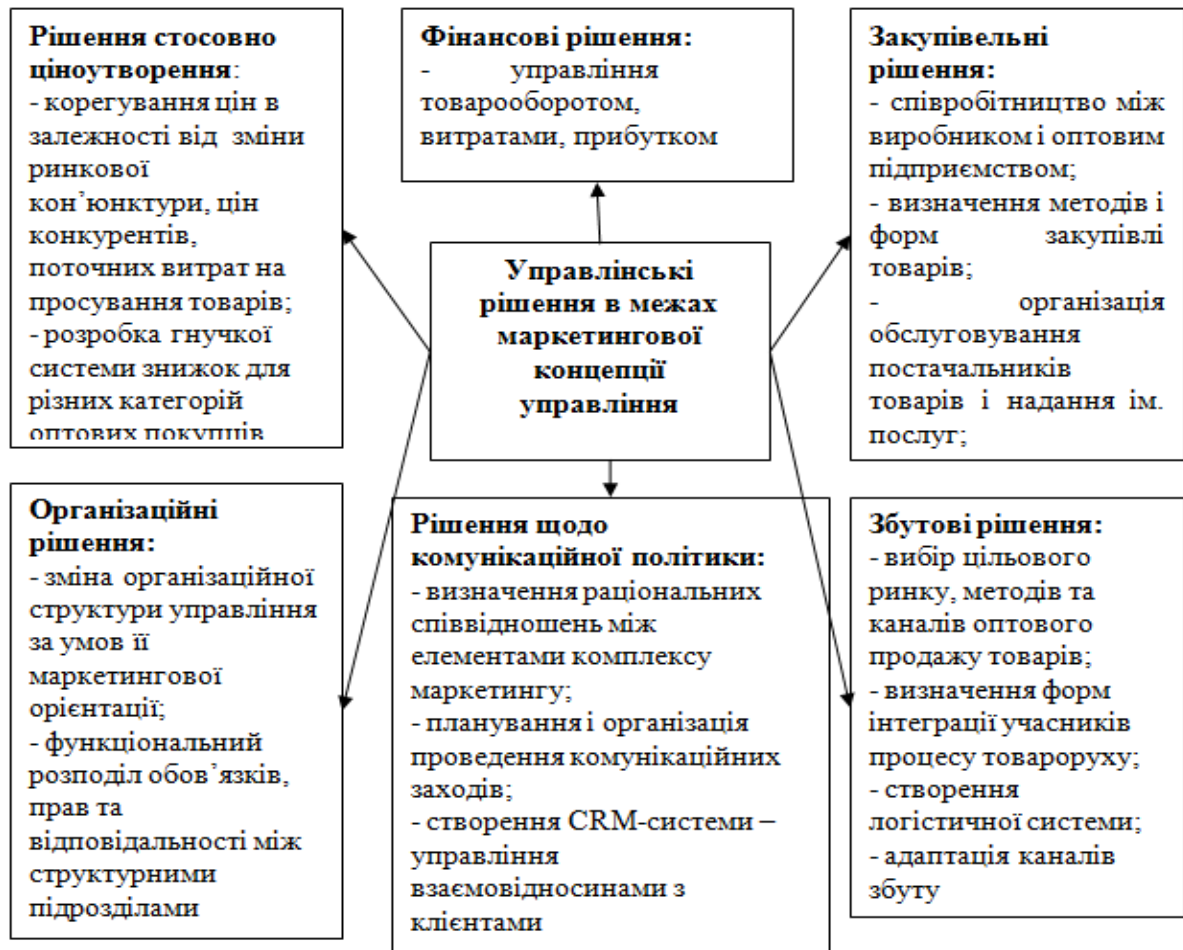 Рішення стосовно
ціноутворення:
- корегування цін в
залежності від зміни
ринкової
кон’юнктури, цін
конкурентів,
поточних витрат на
просування товарів;
- розробка гнучкої
системи знижок для
різних категорій
оптових покупців
Фінансові рішення:
- управління
товарооборотом,
витратами, прибутком
Закупівельні
рішення:
- співробітництво між
виробником і оптовим
підприємством;
- визначення методів і
форм закупівлі
товарів;
- організація
обслуговування
постачальників
товарів і надання ім.
послуг;
Управлінські
рішення в межах
маркетингової
концепції
управління
Організаційні
рішення:
- зміна організаційної
структури управління
за умов її
маркетингової
орієнтації;
- функціональний
розподіл обов’язків,
прав та
відповідальності між
структурними
підрозділами
Рішення щодо
комунікаційної політики:
- визначення раціональних
співвідношень між
елементами комплексу
маркетингу;
- планування і організація
проведення комунікаційних
заходів;
- створення CRM-системи –
управління
взаємовідносинами з
клієнтами
Збутові рішення:
- вибір цільового
ринку, методів та
каналів оптового
продажу товарів;
- визначення форм
інтеграції учасників
процесу товароруху;
- створення
логістичної системи;
- адаптація каналів
збуту